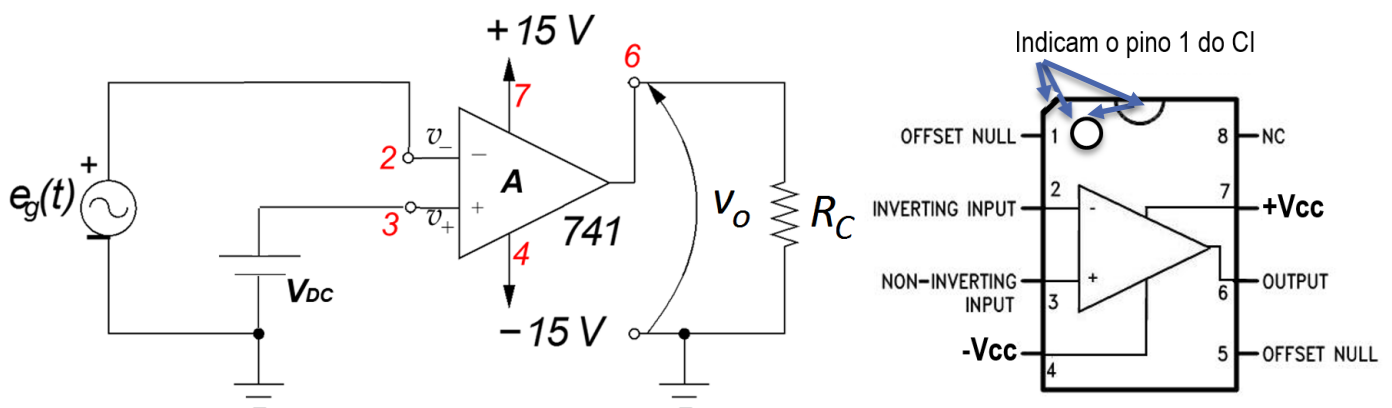 +15 V
7
6
2
v_
−
A
e_g(t)
+
3
v_+
+
741
4
V_DC
v_o
R_C
−15 V
Indicam o pino 1 do CI
OFFSET NULL
1
8
NC
INVERTING INPUT
2
-
7
+Vcc
NON-INVERTING
INPUT
3
+
6
OUTPUT
-Vcc
4
5
OFFSET NULL